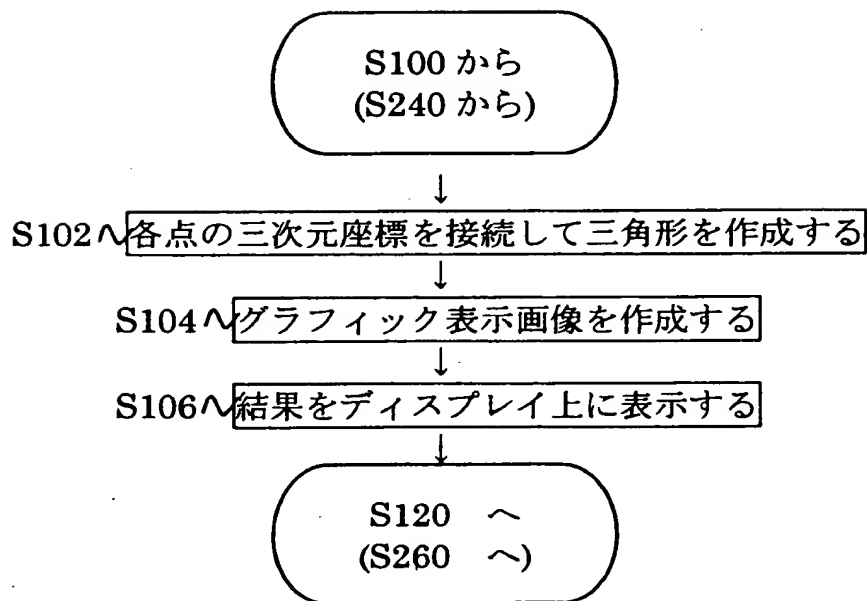 S100 から
(S240 から)
↓
S102 各点の三次元座標を接続して三角形を作成する
↓
S104 グラフィック表示画像を作成する
↓
S106 結果をディスプレイ上に表示する
↓
S120 へ
(S260 へ)